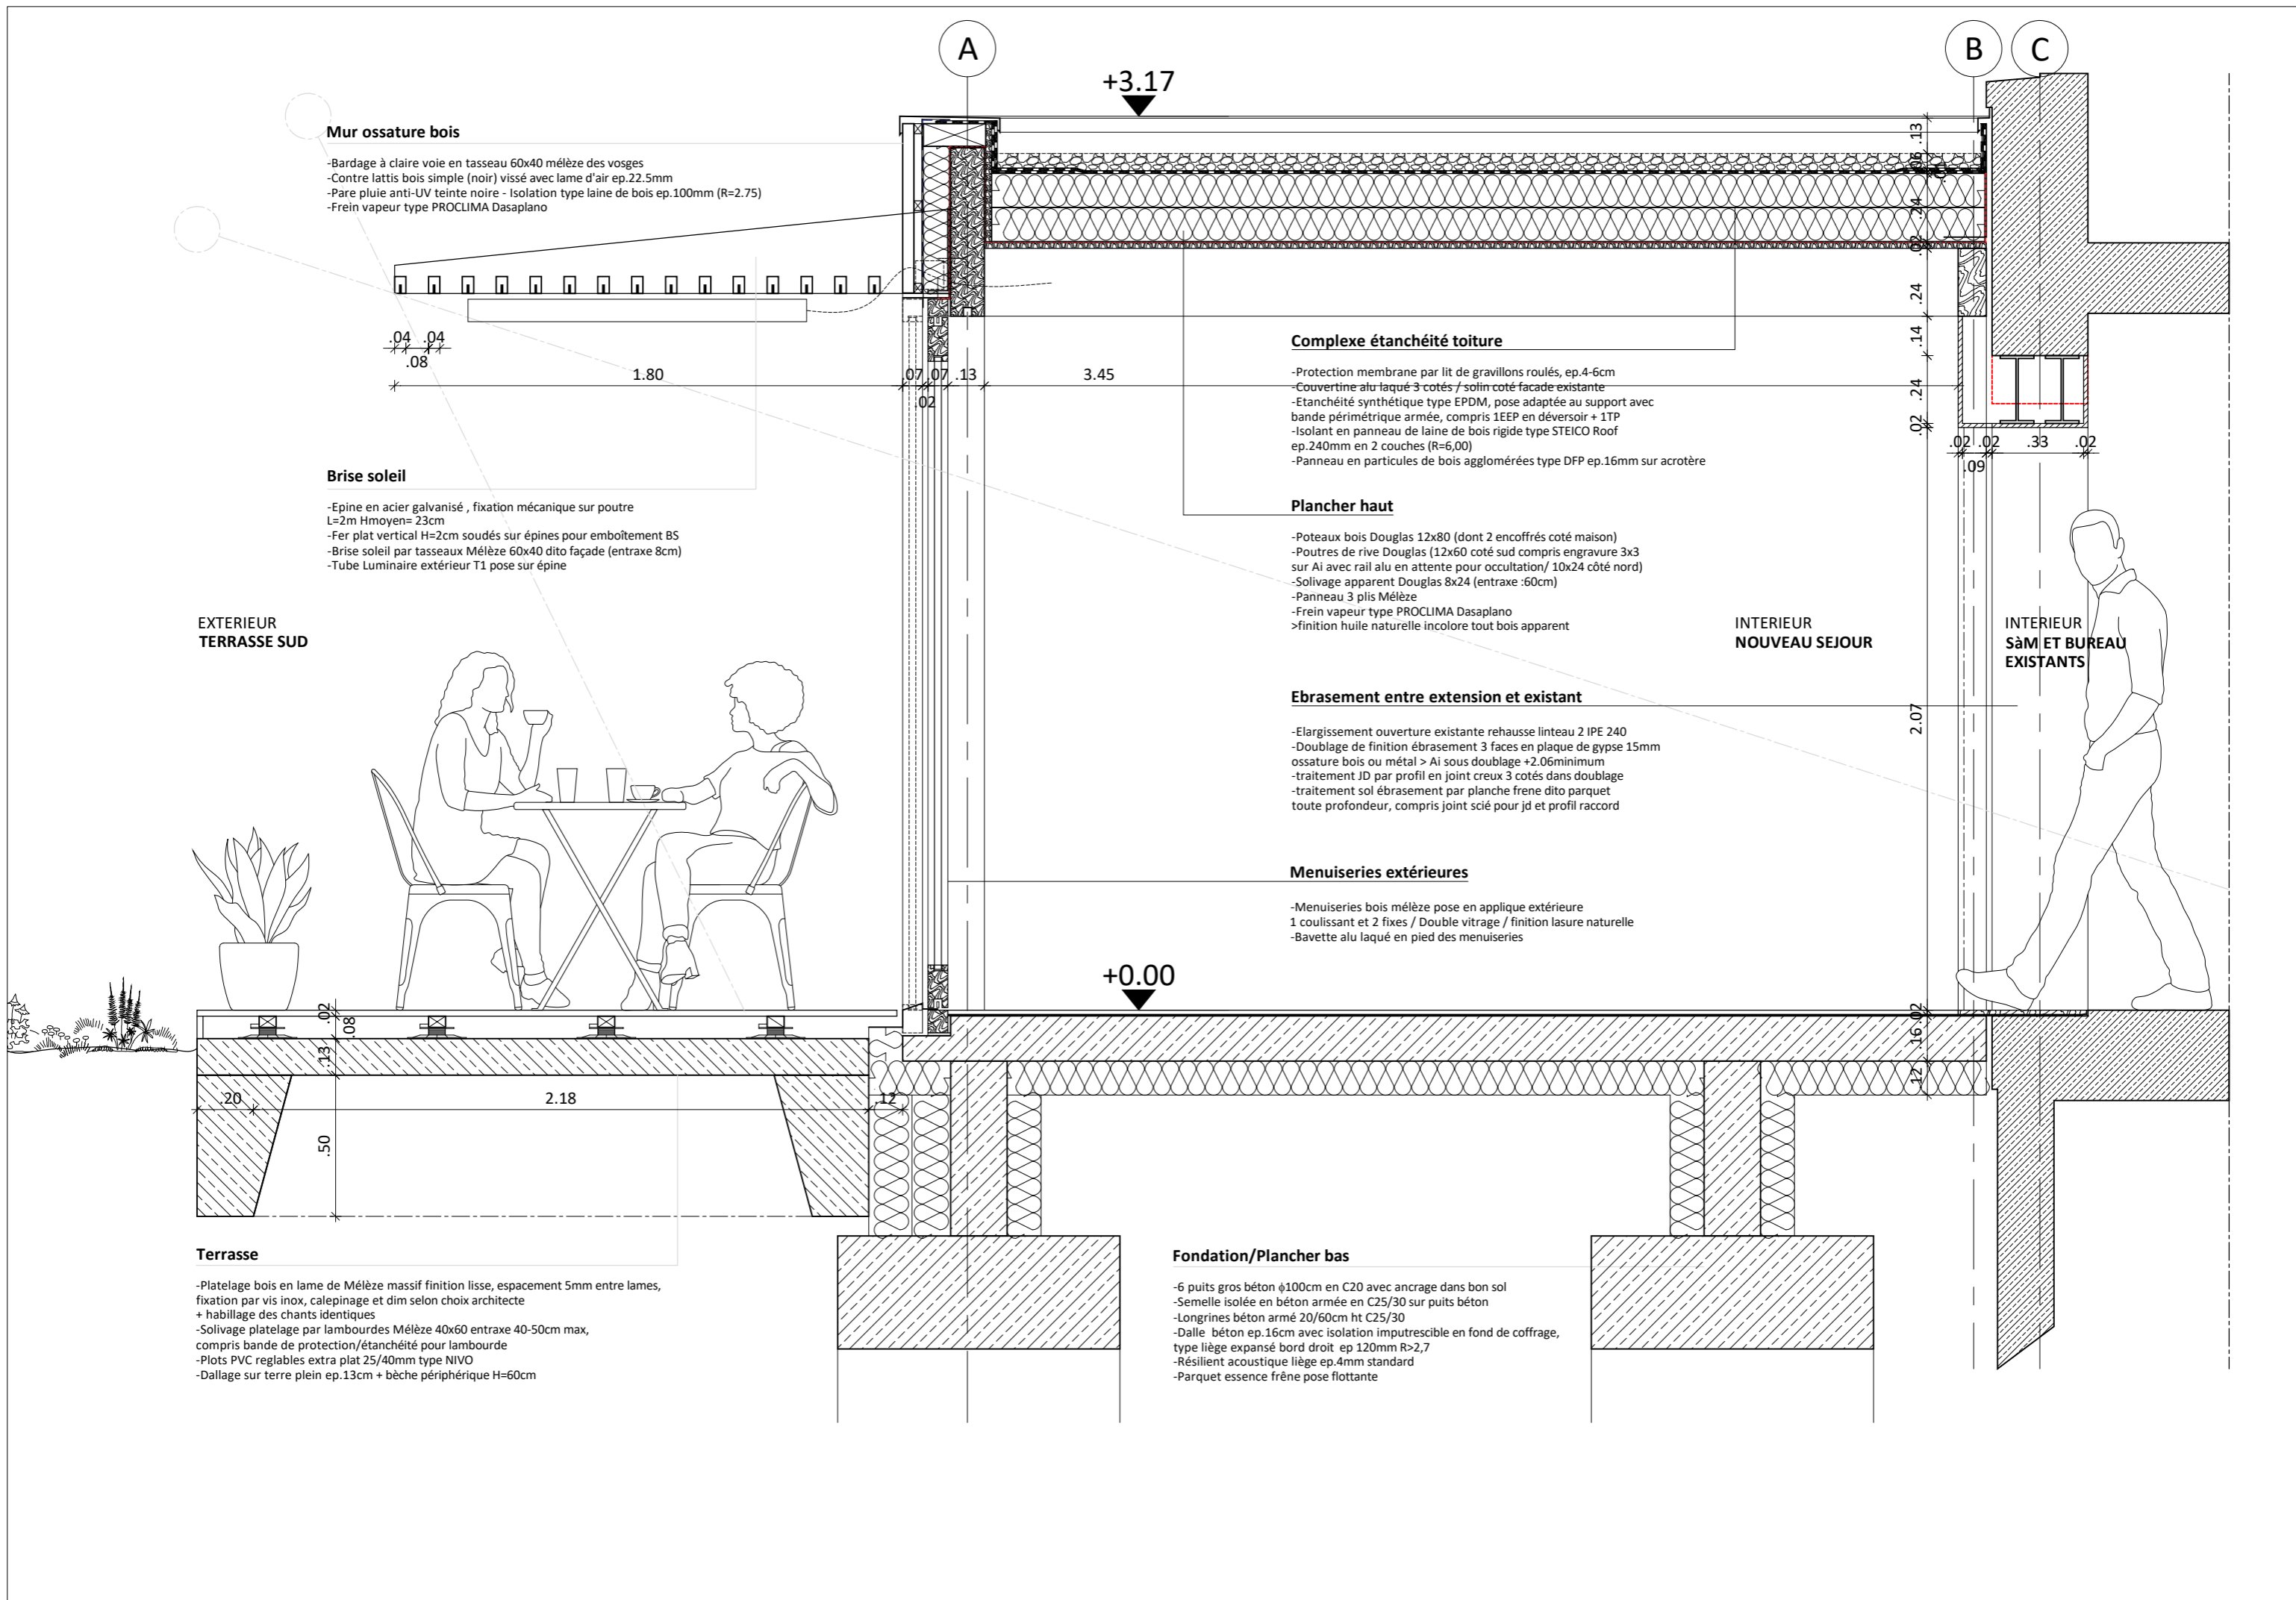 A
B
C
+3.17
Mur ossature bois
-Bardage à claire voie en tasseau 60x40 mélèze des vosges
-Contre lattis bois simple (noir) vissé avec lame d'air ep.22.5mm
-Pare pluie anti-UV teinte noire - Isolation type laine de bois ep.100mm (R=2.75)
-Frein vapeur type PROCLIMA Dasaplano
.13
.06
.24
.02
.24
.14
.24
.02
2.07
.02
.16
.12
.04 .04
.08
1.80
.07 .07 .13
.02
3.45
.02 .02 .33 .02
.09
Complexe étanchéité toiture
-Protection membrane par lit de gravillons roulés, ep.4-6cm
-Couvertine alu laqué 3 cotés / solin coté facade existante
-Etanchéité synthétique type EPDM, pose adaptée au support avec
bande périmétrique armée, compris 1EEP en déversoir + 1TP
-Isolant en panneau de laine de bois rigide type STEICO Roof
ep.240mm en 2 couches (R=6,00)
-Panneau en particules de bois agglomérées type DFP ep.16mm sur acrotère
Brise soleil
-Epine en acier galvanisé , fixation mécanique sur poutre
L=2m Hmoyen= 23cm
-Fer plat vertical H=2cm soudés sur épines pour emboîtement BS
-Brise soleil par tasseaux Mélèze 60x40 dito façade (entraxe 8cm)
-Tube Luminaire extérieur T1 pose sur épine
Plancher haut
-Poteaux bois Douglas 12x80 (dont 2 encoffrés coté maison)
-Poutres de rive Douglas (12x60 coté sud compris engravure 3x3
sur Ai avec rail alu en attente pour occultation/ 10x24 côté nord)
-Solivage apparent Douglas 8x24 (entraxe :60cm)
-Panneau 3 plis Mélèze
-Frein vapeur type PROCLIMA Dasaplano
>finition huile naturelle incolore tout bois apparent
EXTERIEUR
TERRASSE SUD
INTERIEUR
NOUVEAU SEJOUR
INTERIEUR
SàM ET BUREAU
EXISTANTS
Ebrasement entre extension et existant
-Elargissement ouverture existante rehausse linteau 2 IPE 240
-Doublage de finition ébrasement 3 faces en plaque de gypse 15mm
ossature bois ou métal > Ai sous doublage +2.06minimum
-traitement JD par profil en joint creux 3 cotés dans doublage
-traitement sol ébrasement par planche frene dito parquet
toute profondeur, compris joint scié pour jd et profil raccord
Menuiseries extérieures
-Menuiseries bois mélèze pose en applique extérieure
1 coulissant et 2 fixes / Double vitrage / finition lasure naturelle
-Bavette alu laqué en pied des menuiseries
+0.00
.02
.08
.13
.50
.20
2.18
.12
Terrasse
-Platelage bois en lame de Mélèze massif finition lisse, espacement 5mm entre lames,
fixation par vis inox, calepinage et dim selon choix architecte
+ habillage des chants identiques
-Solivage platelage par lambourdes Mélèze 40x60 entraxe 40-50cm max,
compris bande de protection/étanchéité pour lambourde
-Plots PVC reglables extra plat 25/40mm type NIVO
-Dallage sur terre plein ep.13cm + bèche périphérique H=60cm
Fondation/Plancher bas
-6 puits gros béton ϕ100cm en C20 avec ancrage dans bon sol
-Semelle isolée en béton armée en C25/30 sur puits béton
-Longrines béton armé 20/60cm ht C25/30
-Dalle béton ep.16cm avec isolation imputrescible en fond de coffrage,
type liège expansé bord droit ep 120mm R>2,7
-Résilient acoustique liège ep.4mm standard
-Parquet essence frêne pose flottante